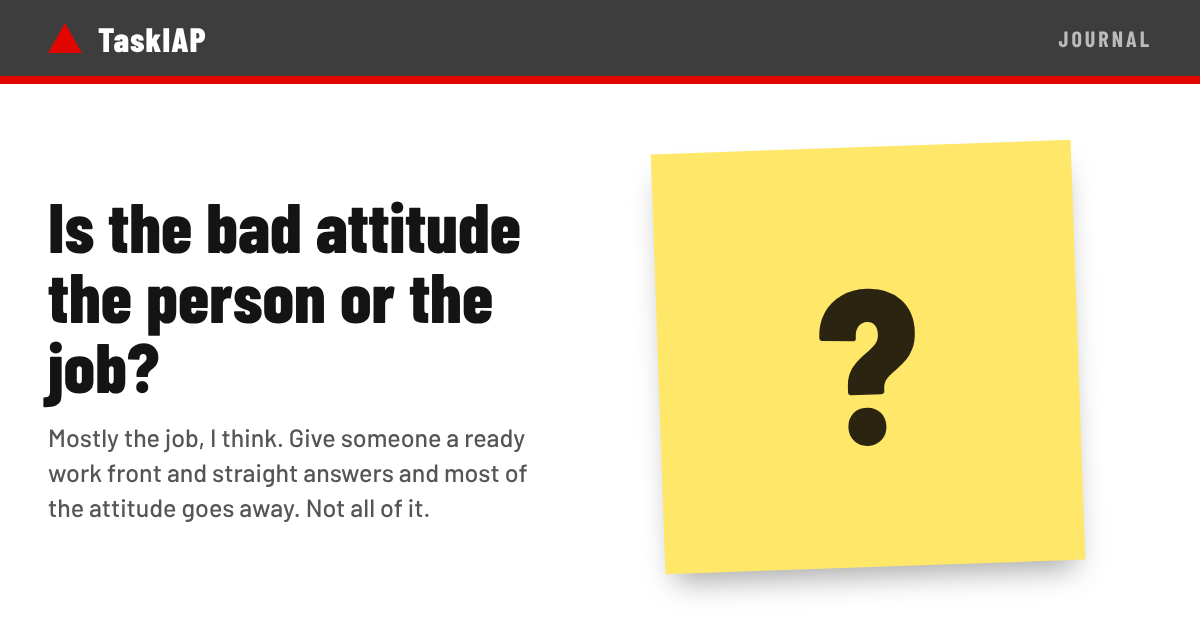 TaskIAP
JOURNAL
Is the bad attitude
the person or the
job?
Mostly the job, I think. Give someone a ready
work front and straight answers and most of
the attitude goes away. Not all of it.
?